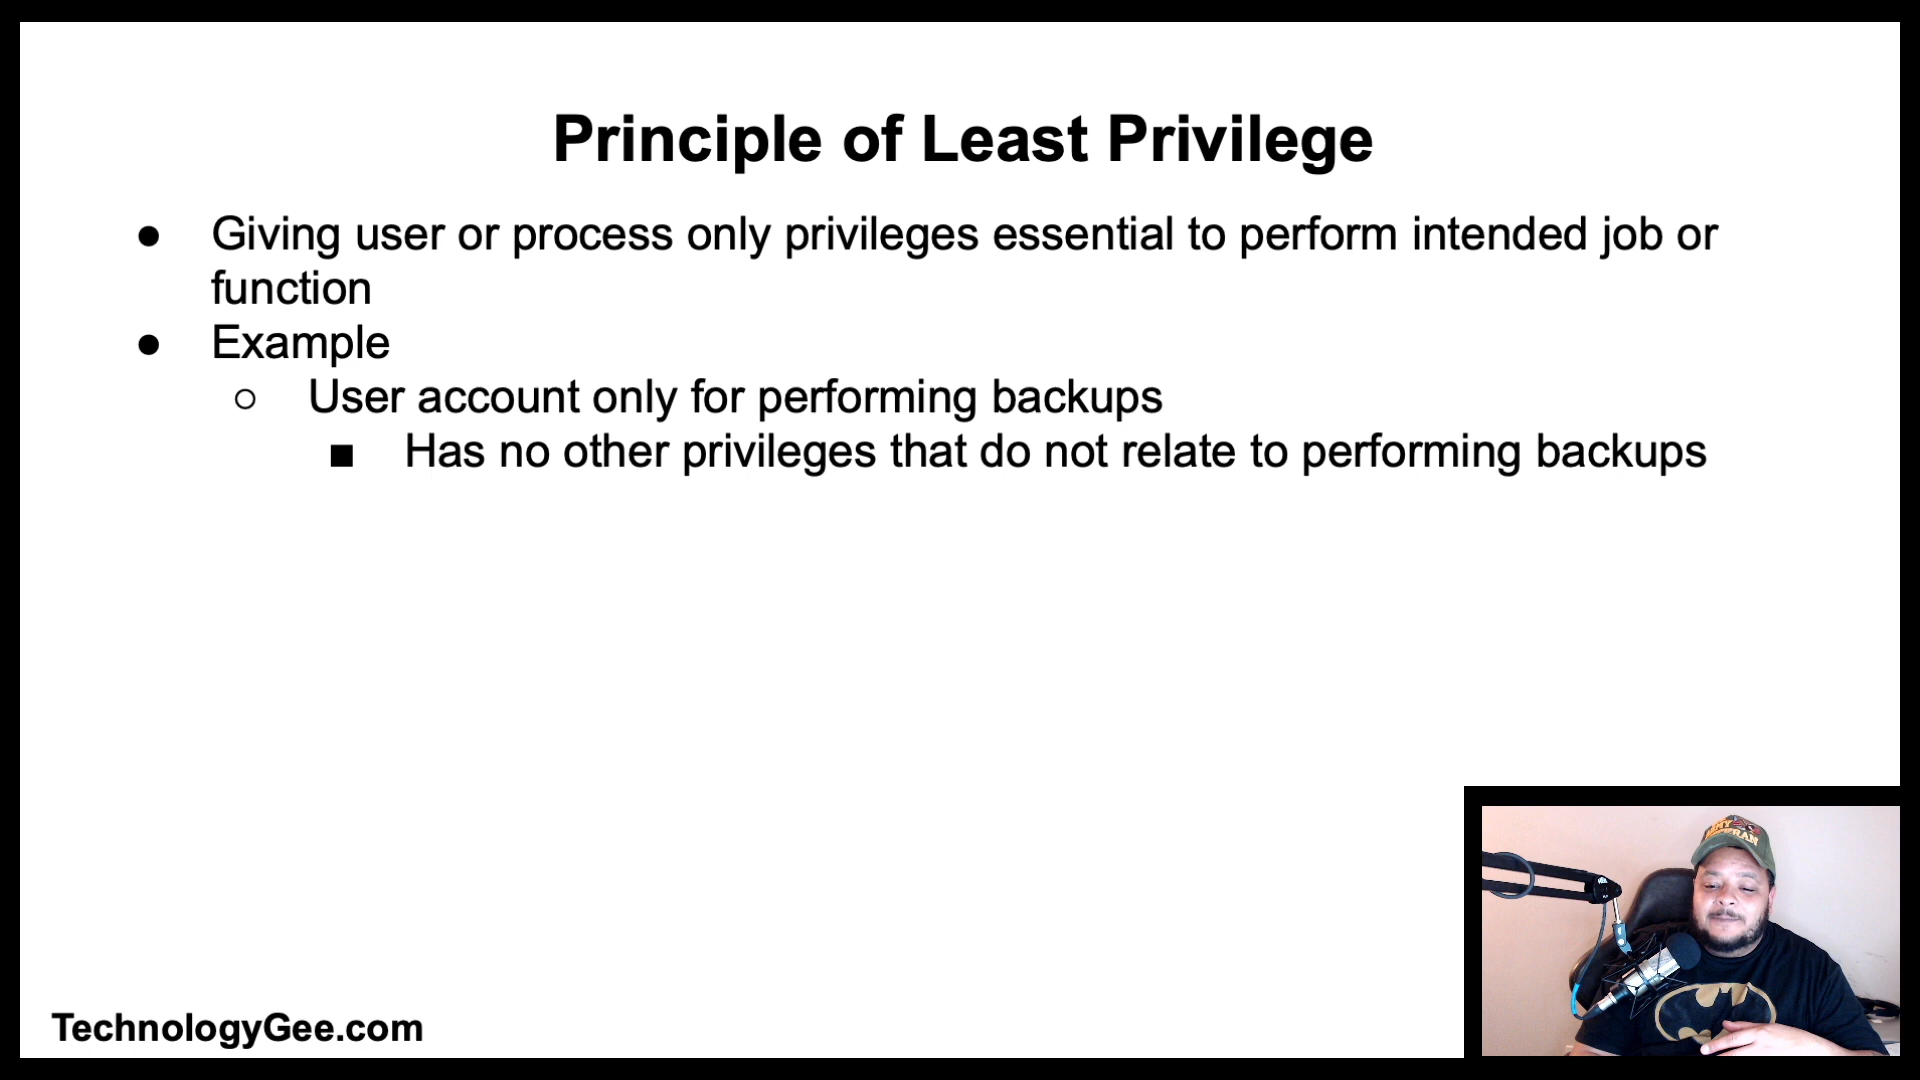 Principle of Least Privilege
● Giving user or process only privileges essential to perform intended job or
function
● Example
○ User account only for performing backups
■ Has no other privileges that do not relate to performing backups
TechnologyGee.com